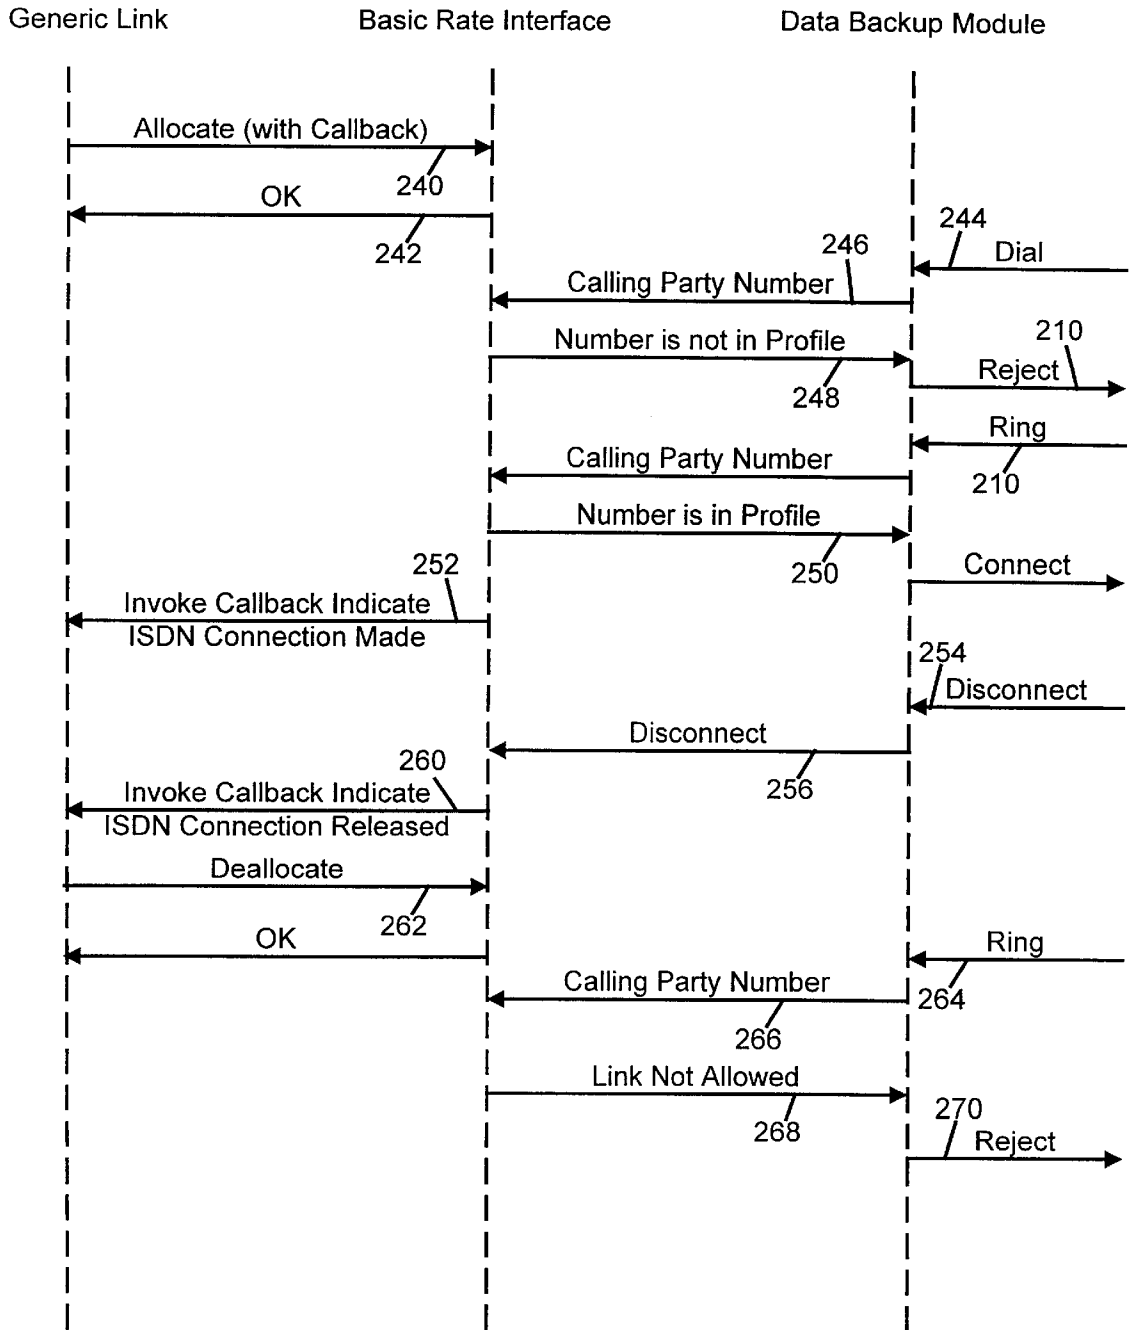 Generic Link
Basic Rate Interface
Data Backup Module
Allocate (with Callback)
240
OK
242
244
Dial
246
Calling Party Number
Number is not in Profile
248
210
Reject
Ring
210
Calling Party Number
Number is in Profile
250
Connect
252
Invoke Callback Indicate
ISDN Connection Made
254
Disconnect
Disconnect
256
260
Invoke Callback Indicate
ISDN Connection Released
Deallocate
262
OK
Ring
264
Calling Party Number
266
Link Not Allowed
268
270
Reject